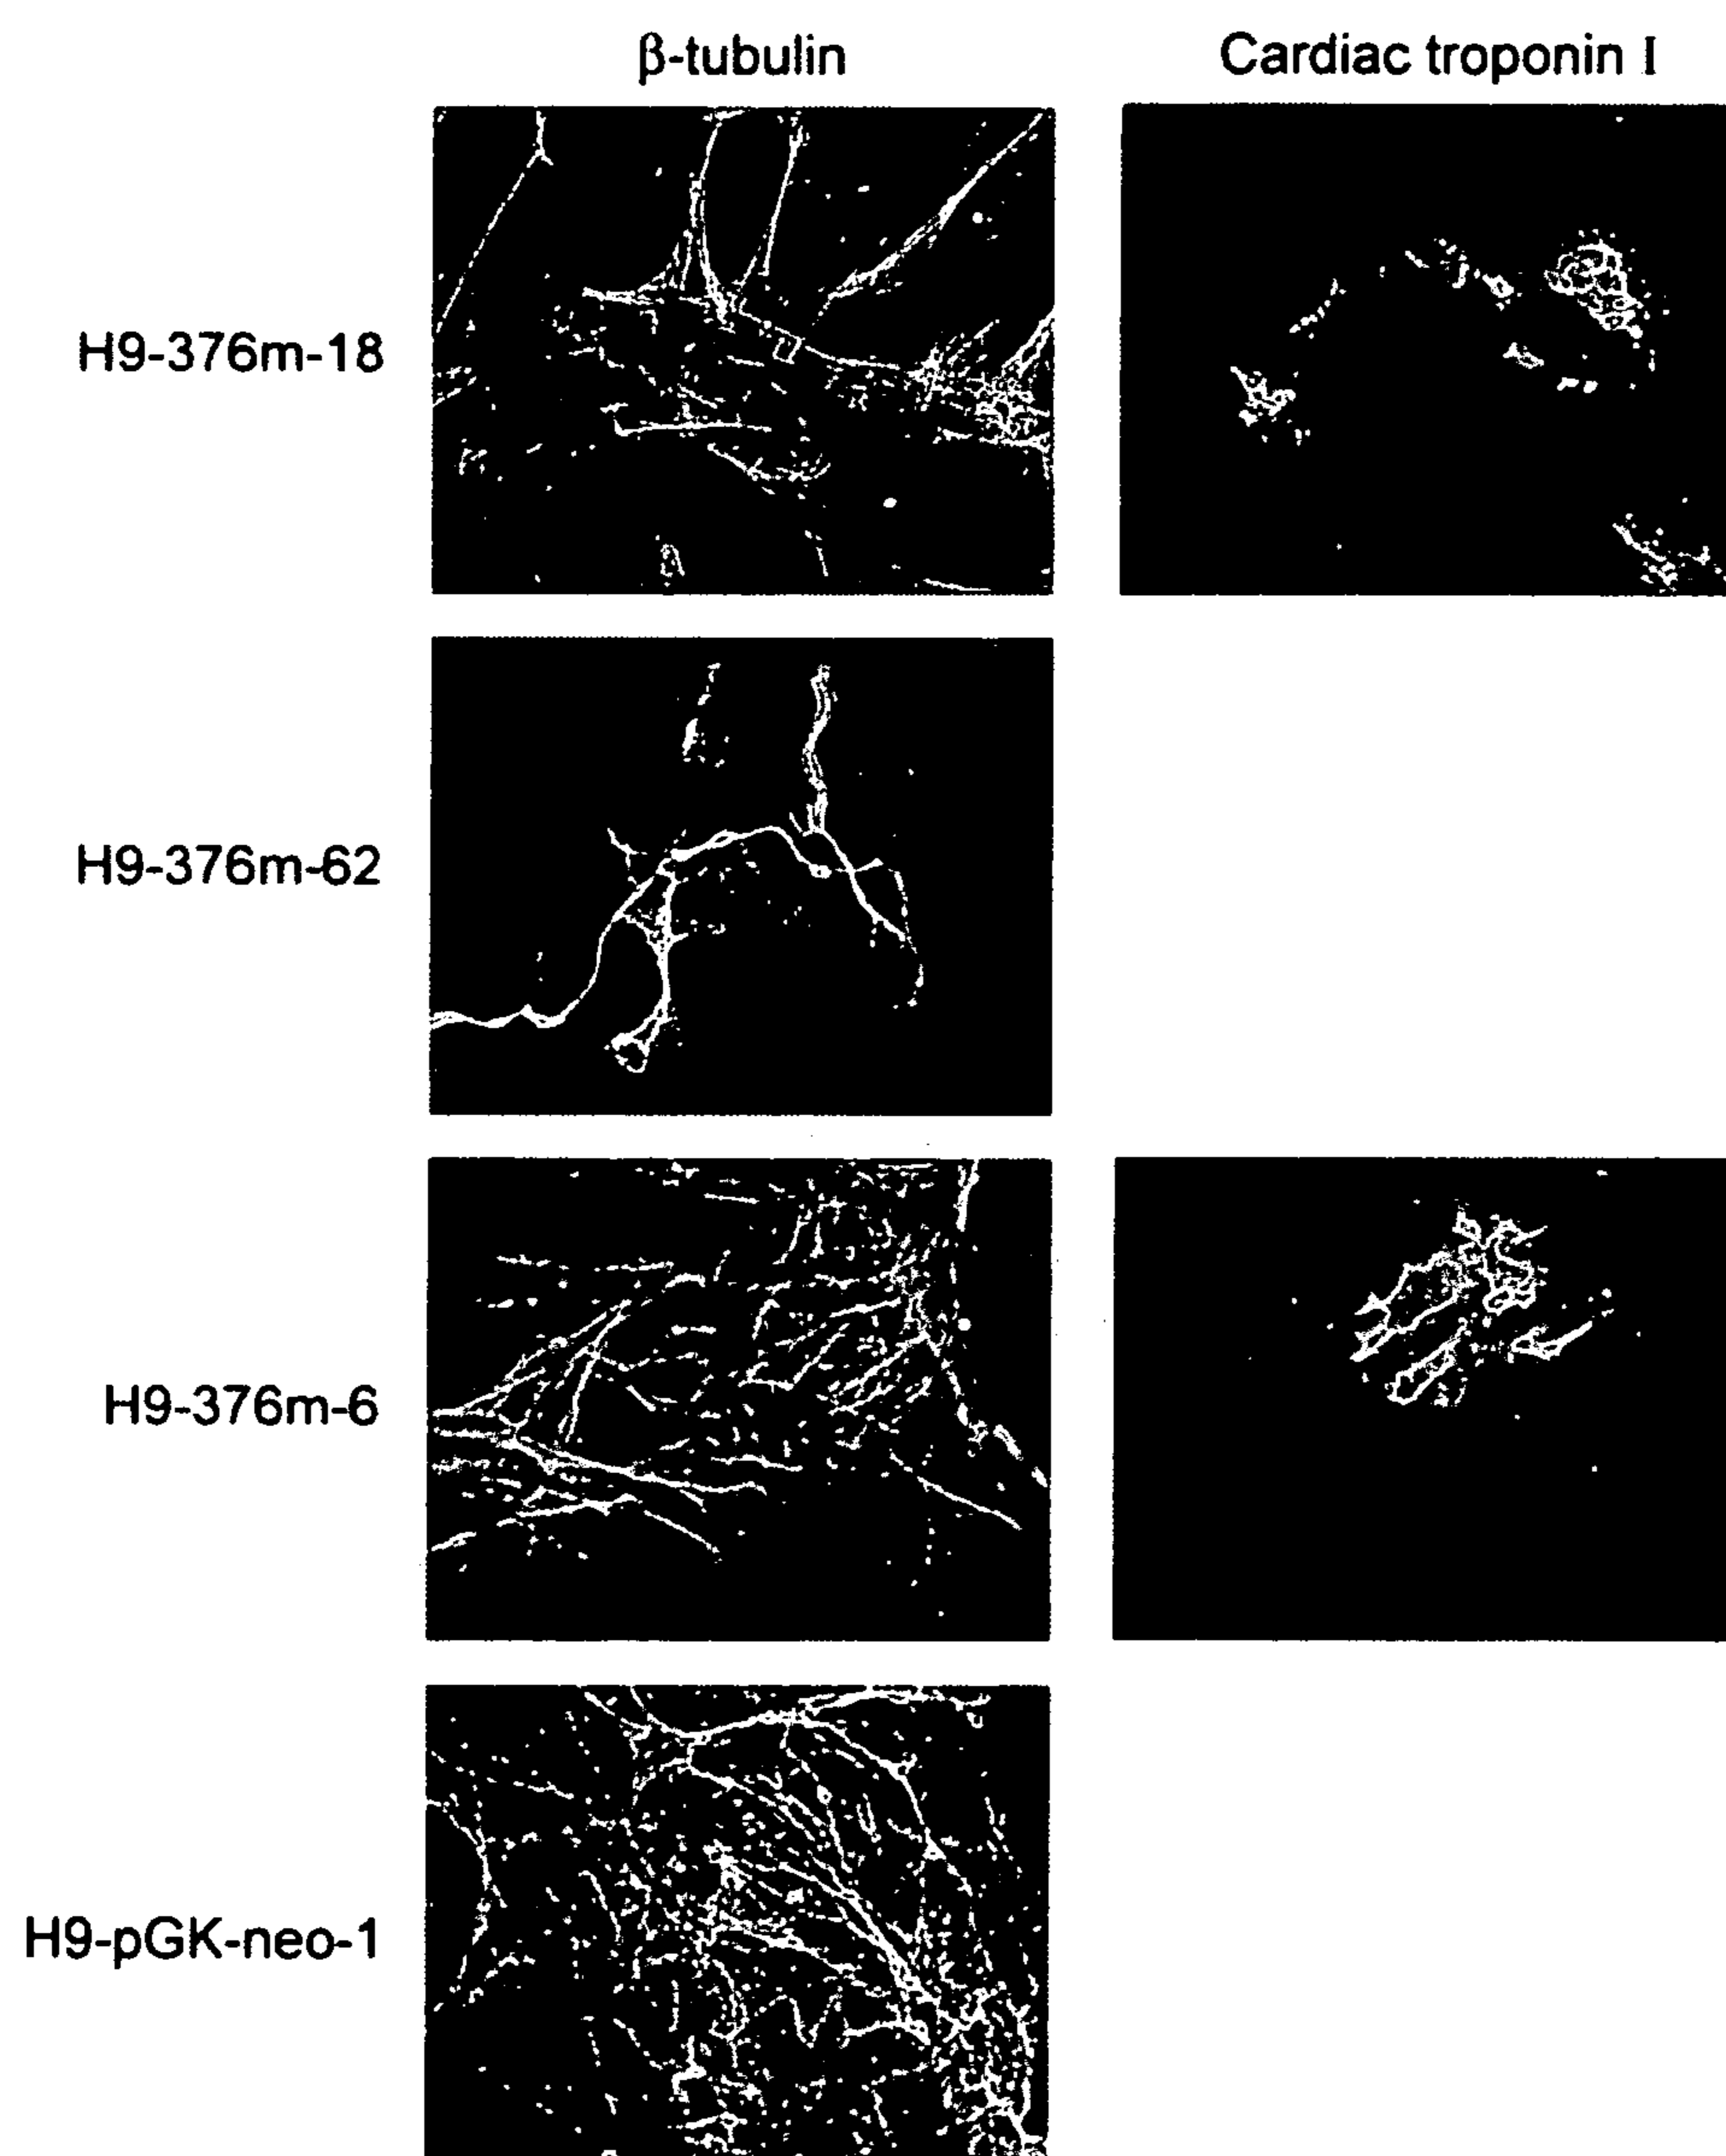 β-tubulin Cardiac troponin I
H9-376m-18
H9-376m-62
H9-376m-6
H9-pGK-neo-1